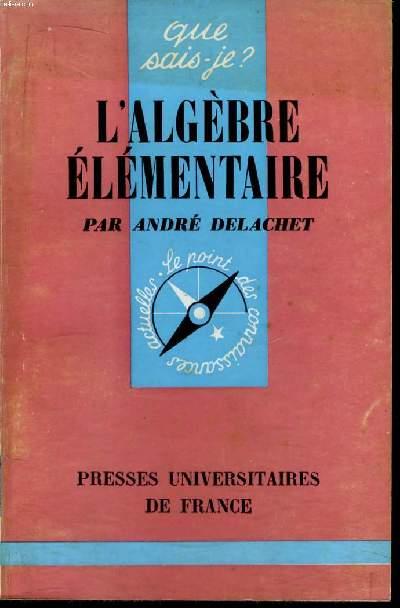 que
sais-je?
L'ALGÈBRE
ÉLÉMENTAIRE
PAR ANDRÉ DELACHET
Le point des connaissances actuelles
PRESSES UNIVERSITAIRES
DE FRANCE